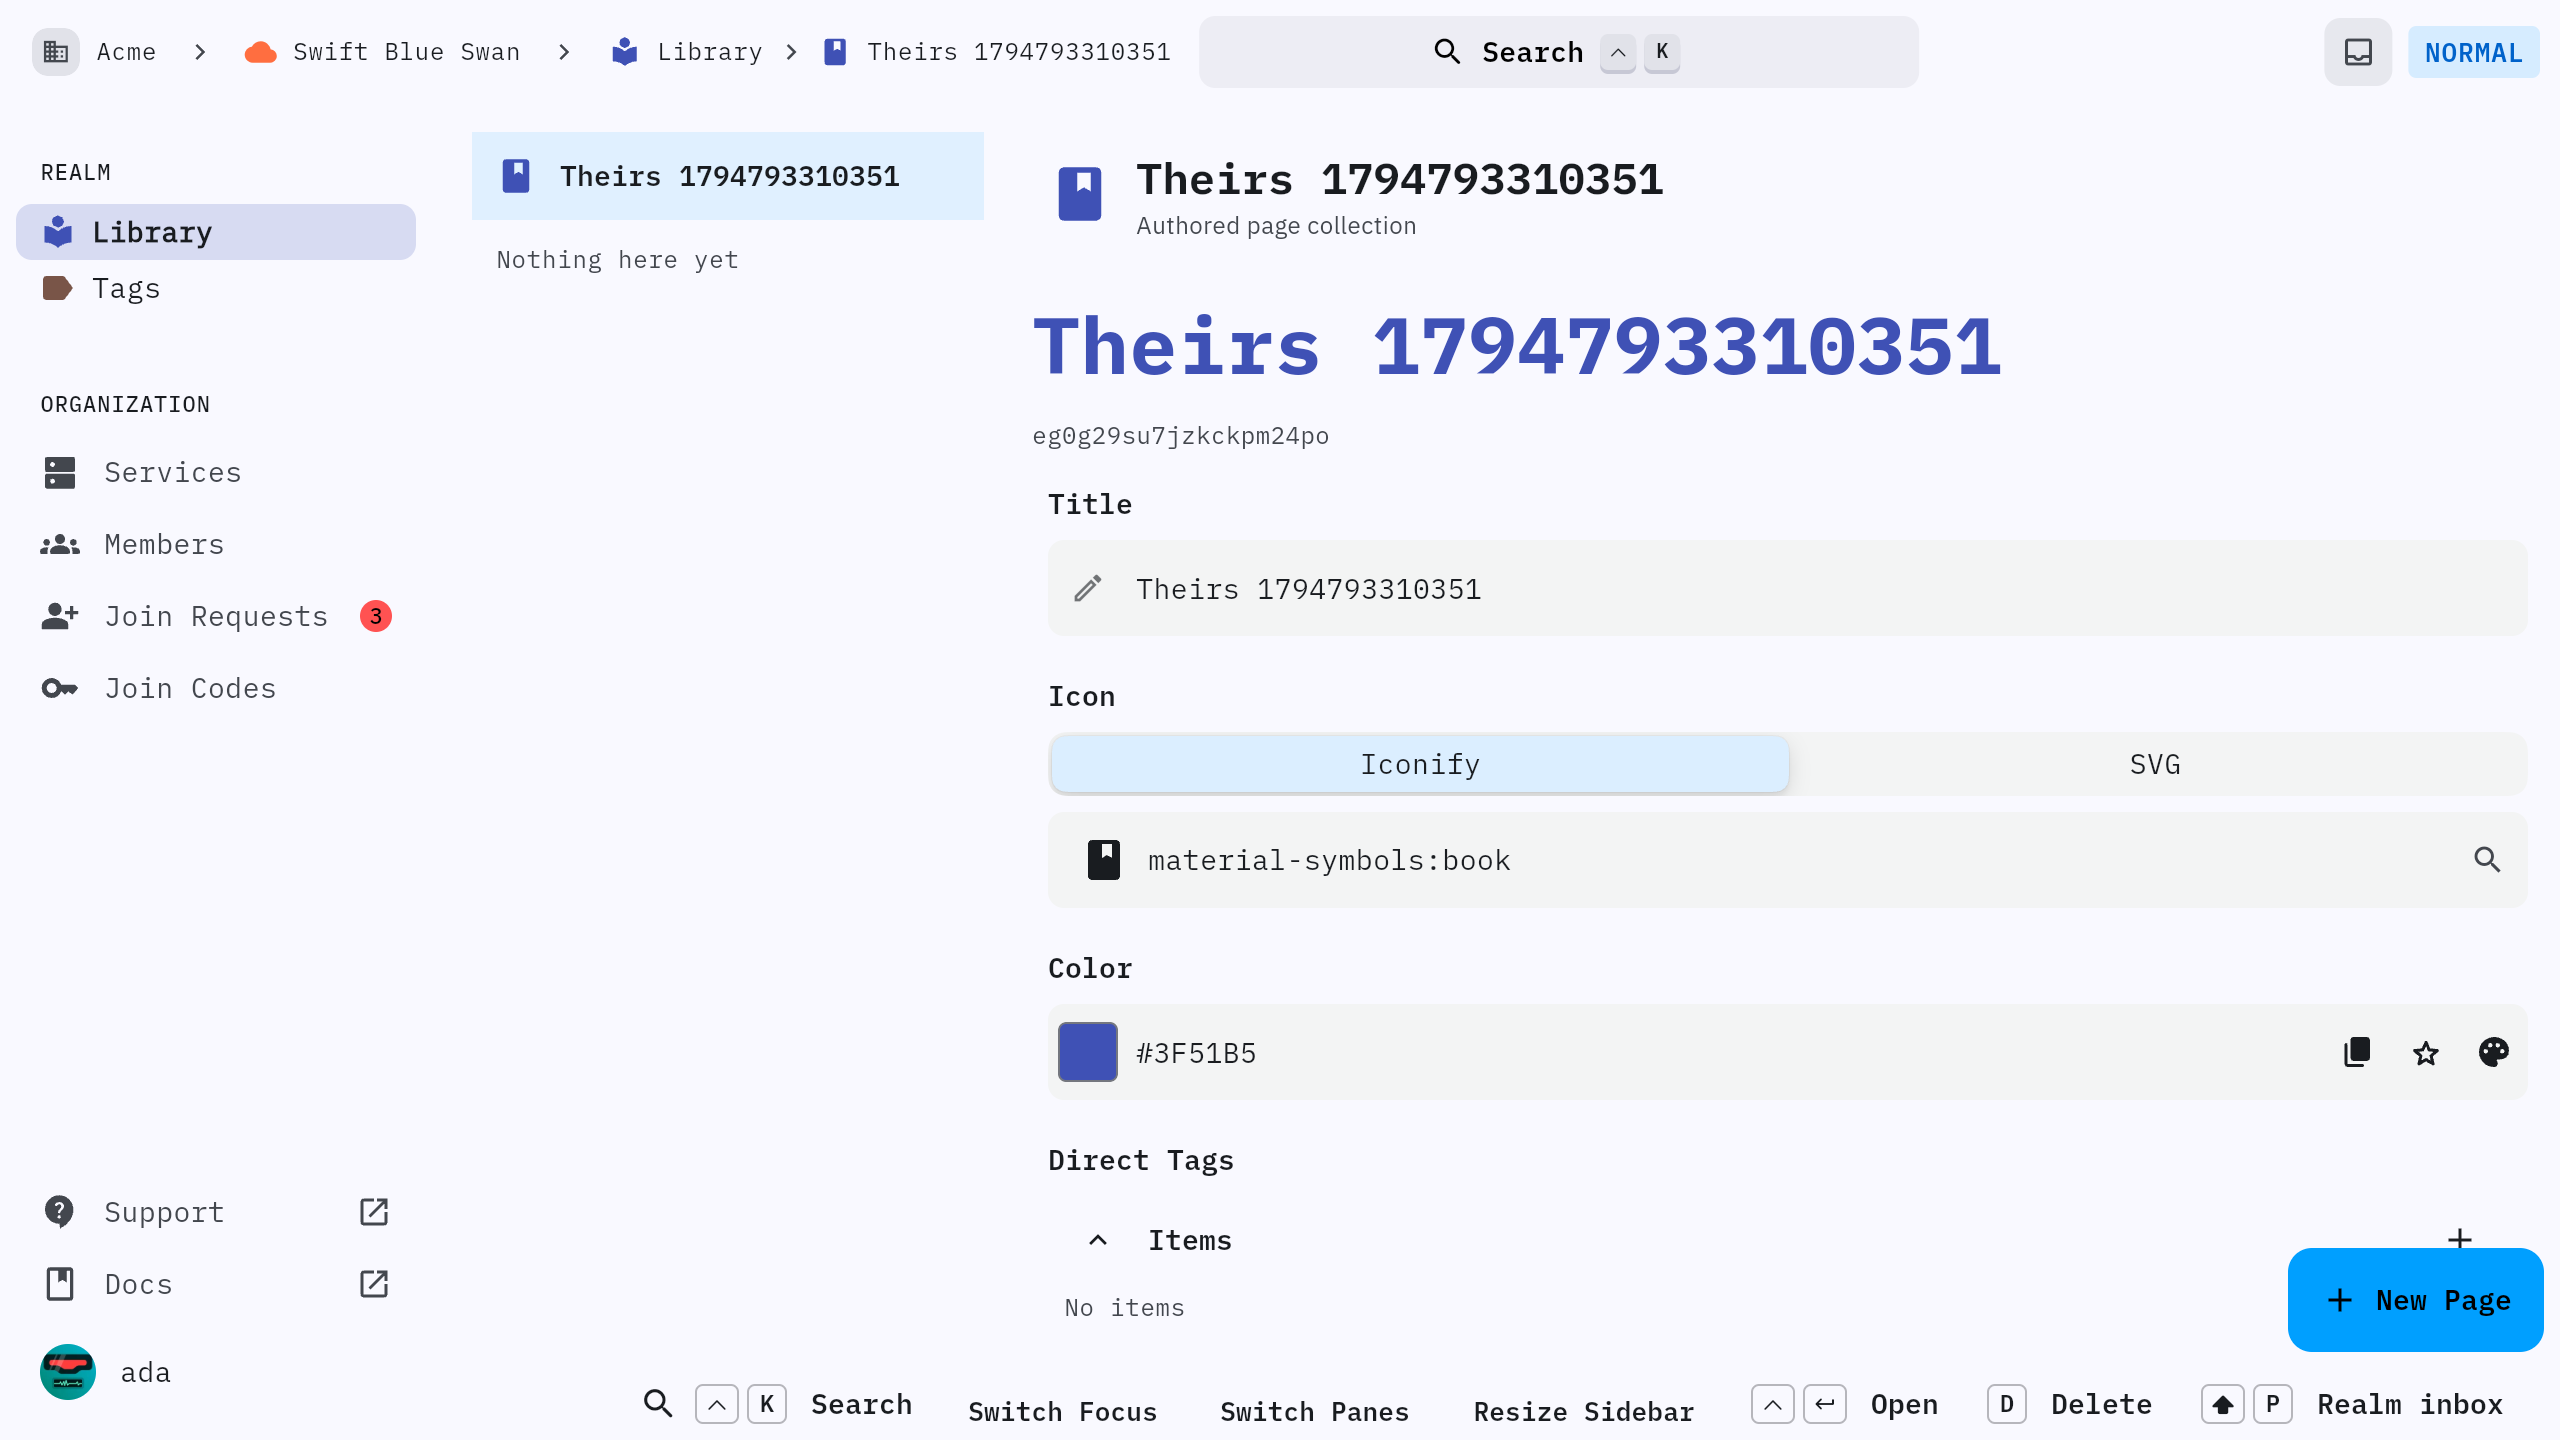 Acme
Swift Blue Swan
Library
Theirs 1794793310351
Search ^ K
NORMAL
REALM
Library
Tags
ORGANIZATION
Services
Members
Join Requests 3
Join Codes
Support
Docs
ada
Theirs 1794793310351
Nothing here yet
Theirs 1794793310351
Authored page collection
Theirs 1794793310351
eg0g29su7jzkckpm24po
Title
Theirs 1794793310351
Icon
Iconify
SVG
material-symbols:book
Color
#3F51B5
Direct Tags
Items
No items
New Page
^ K Search
Switch Focus
Switch Panes
Resize Sidebar
^ ↵ Open
D Delete
P Realm inbox